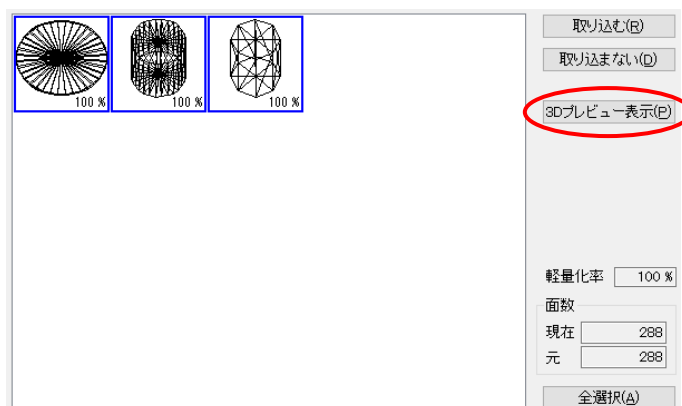 100 %
100 %
100 %
取り込む(R)
取り込まない(D)
3Dプレビュー表示(P)
軽量化率 100 %
面数
現在 288
元 288
全選択(A)